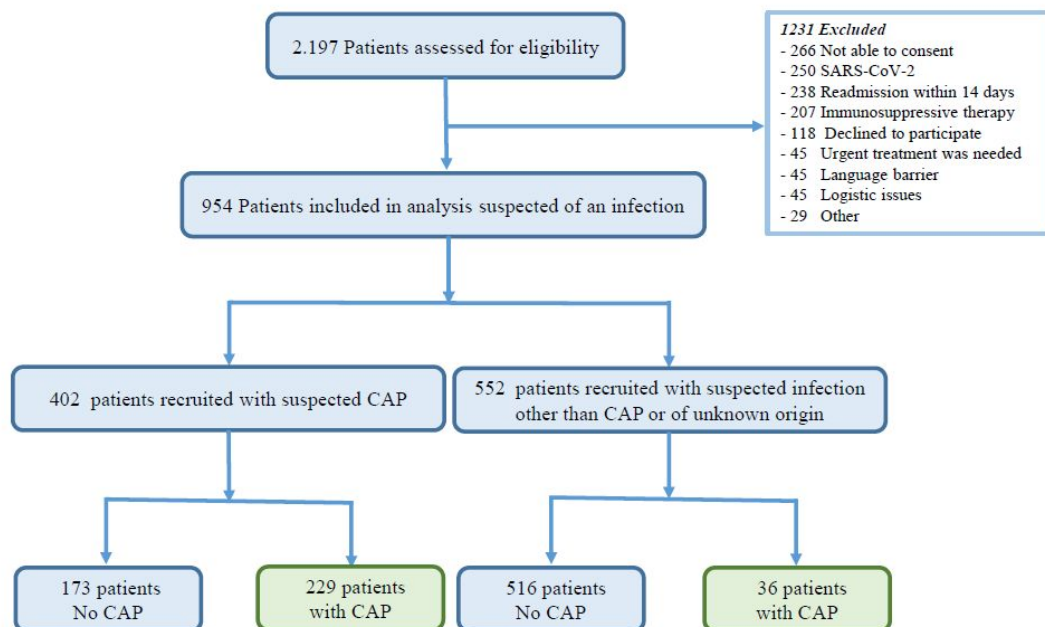 2.197 Patients assessed for eligibility
1231 Excluded
- 266 Not able to consent
- 250 SARS-CoV-2
- 238 Readmission within 14 days
- 207 Immunosuppressive therapy
- 118 Declined to participate
- 45 Urgent treatment was needed
- 45 Language barrier
- 45 Logistic issues
- 29 Other
954 Patients included in analysis suspected of an infection
402 patients recruited with suspected CAP
552 patients recruited with suspected infection
other than CAP or of unknown origin
173 patients
No CAP
229 patients
with CAP
516 patients
No CAP
36 patients
with CAP